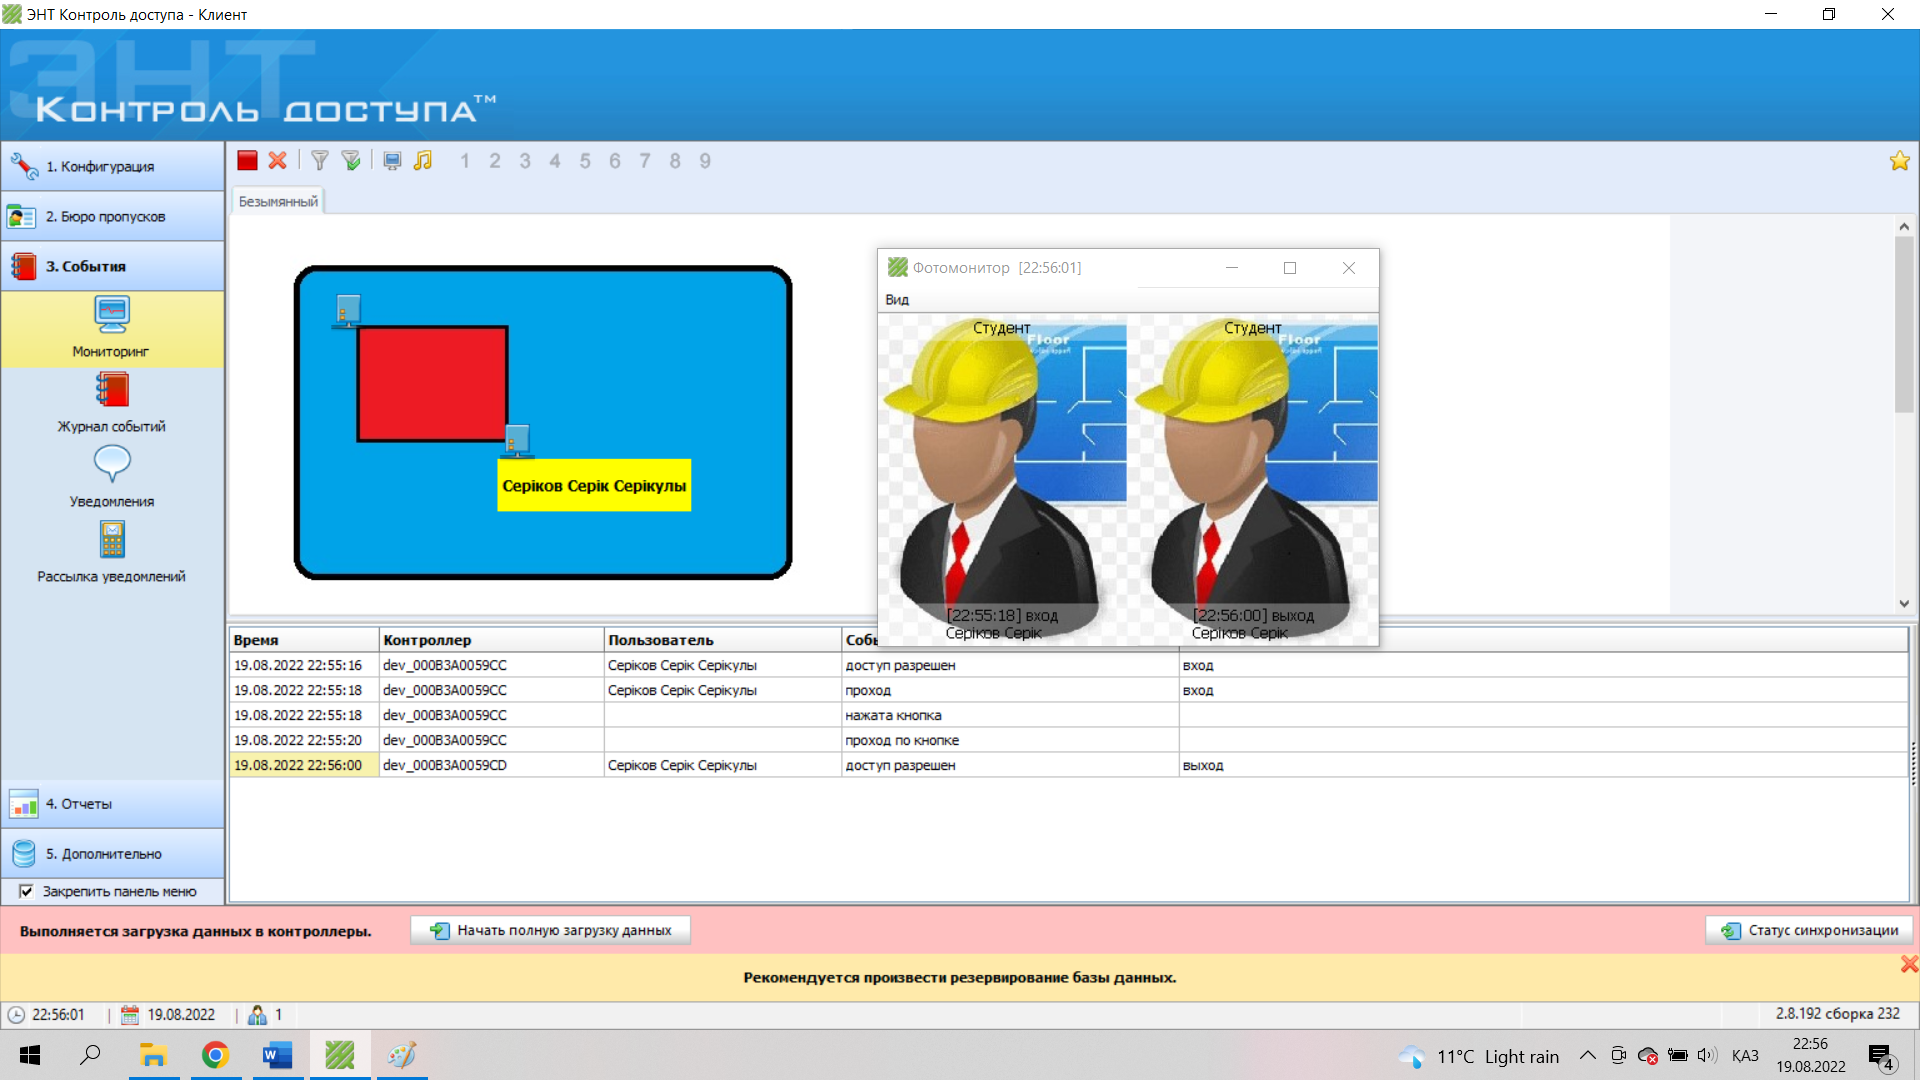 ЭНТ Контроль доступа - Клиент
ЭНТ
Контроль доступа™
1. Конфигурация
2. Бюро пропусков
3. События
Мониторинг
Журнал событий
Уведомления
Рассылка уведомлений
4. Отчеты
5. Дополнительно
Закрепить панель меню
1 2 3 4 5 6 7 8 9
Безымянный
Серіков Серік Серікулы
Фотомонитор [22:56:01]
Вид
Студент
Floor
[22:55:18] вход
Серіков Серік
Студент
Floor
[22:56:00] выход
Серіков Серік
Время Контроллер Пользователь
19.08.2022 22:55:16 dev_000B3A0059CC Серіков Серік Серікулы доступ разрешен вход
19.08.2022 22:55:18 dev_000B3A0059CC Серіков Серік Серікулы проход вход
19.08.2022 22:55:18 dev_000B3A0059CC нажата кнопка
19.08.2022 22:55:20 dev_000B3A0059CC проход по кнопке
19.08.2022 22:56:00 dev_000B3A0059CD Серіков Серік Серікулы доступ разрешен выход
Выполняется загрузка данных в контроллеры. Начать полную загрузку данных Статус синхронизации
Рекомендуется произвести резервирование базы данных.
22:56:01 | 19.08.2022 | 1 2.8.192 сборка 232
11°C Light rain ҚАЗ 22:56
19.08.2022 4